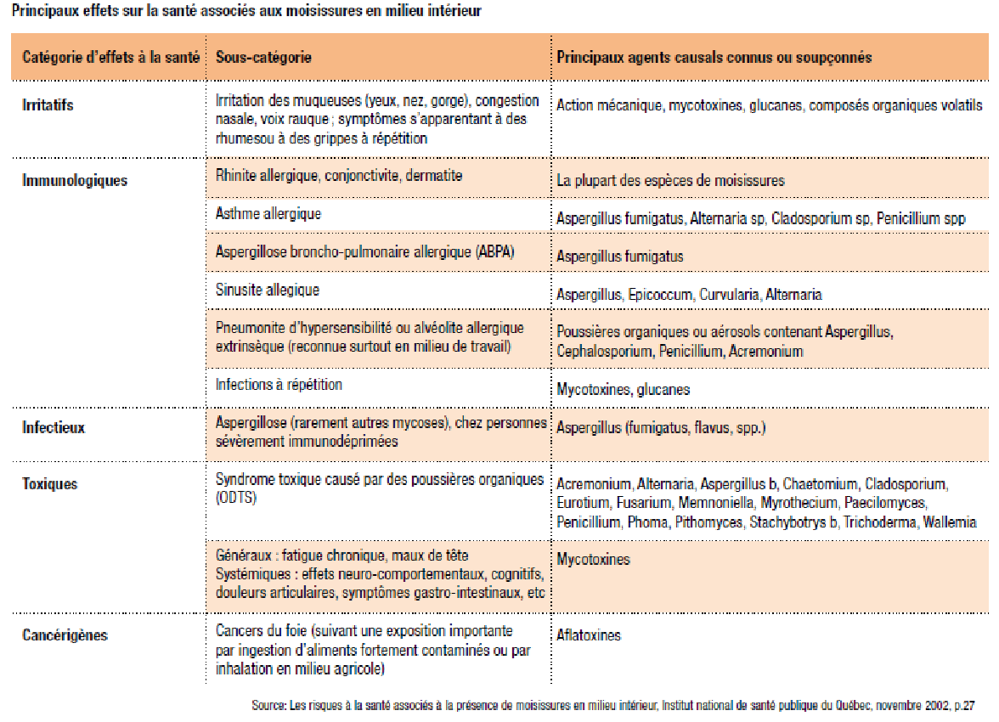 Principaux effets sur la santé associés aux moisissures en milieu intérieur
Catégorie d'effets à la santé
Sous-catégorie
Principaux agents causals connus ou soupçonnés
Irritatifs
Irritation des muqueuses (yeux, nez, gorge), congestion
nasale, voix rauque ; symptômes s'apparentant à des
rhumesou à des grippes à répétition
Action mécanique, mycotoxines, glucanes, composés organiques volatils
Immunologiques
Rhinite allergique, conjonctivite, dermatite
La plupart des espèces de moisissures
Asthme allergique
Aspergillus fumigatus, Alternaria sp, Cladosporium sp, Penicillium spp
Aspergillose broncho-pulmonaire allergique (ABPA)
Aspergillus fumigatus
Sinusite allegique
Aspergillus, Epicoccum, Curvularia, Alternaria
Pneumonite d'hypersensibilité ou alvéolite allergique
extrinsèque (reconnue surtout en milieu de travail)
Poussières organiques ou aérosols contenant Aspergillus,
Cephalosporium, Penicillium, Acremonium
Infections à répétition
Mycotoxines, glucanes
Infectieux
Aspergillose (rarement autres mycoses), chez personnes
sévèrement immunodéprimées
Aspergillus (fumigatus, flavus, spp.)
Toxiques
Syndrome toxique causé par des poussières organiques
(ODTS)
Acremonium, Alternaria, Aspergillus b, Chaetomium, Cladosporium,
Eurotium, Fusarium, Memnoniella, Myrothecium, Paecilomyces,
Penicillium, Phoma, Pithomyces, Stachybotrys b, Trichoderma, Wallemia
Généraux : fatigue chronique, maux de tête
Systémiques : effets neuro-comportementaux, cognitifs,
douleurs articulaires, symptômes gastro-intestinaux, etc
Mycotoxines
Cancérigènes
Cancers du foie (suivant une exposition importante
par ingestion d'aliments fortement contaminés ou par
inhalation en milieu agricole)
Aflatoxines
Source: Les risques à la santé associés à la présence de moisissures en milieu intérieur, Institut national de santé publique du Québec, novembre 2002, p.27